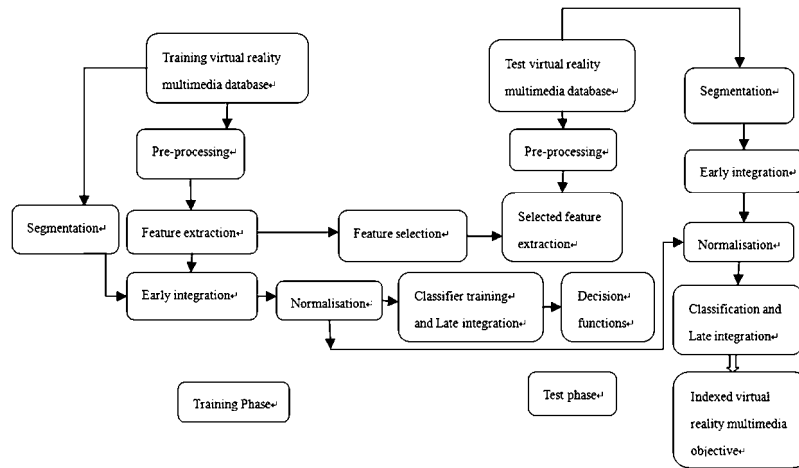 Training virtual reality
multimedia database↵
Test virtual reality
multimedia database↵
Segmentation↵
Pre-processing↵
Pre-processing↵
Early integration↵
Segmentation↵
Feature extraction↵
Feature selection↵
Selected feature
extraction↵
Normalisation↵
Early integration↵
Normalisation↵
Classifier training
and Late integration↵
Decision
functions↵
Classification and
Late integration↵
Training Phase↵
Test phase↵
Indexed virtual
reality multimedia
objective↵